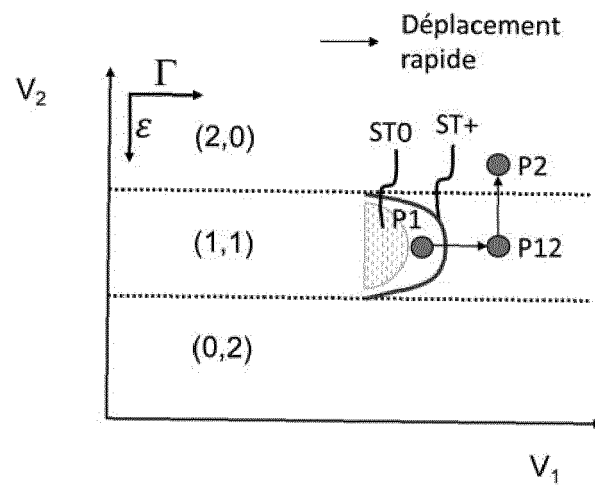 Déplacement
rapide
V2
Γ
ε
(2,0)
ST0
ST+
P2
(1,1)
P1
P12
(0,2)
V1